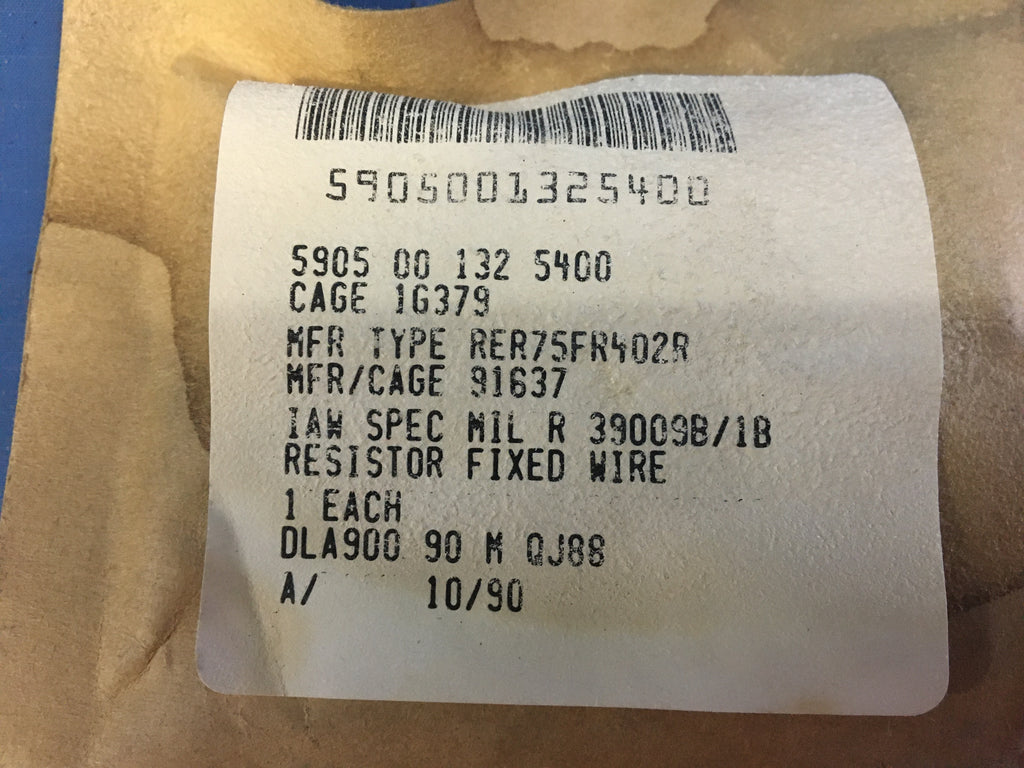 5905001325400
5905 00 132 5400
CAGE 1G379
MFR TYPE RER75FR402R
MFR/CAGE 91637
IAW SPEC MIL R 39009B/1B
RESISTOR FIXED WIRE
1 EACH
DLA900 90 M QJ88
A/ 10/90